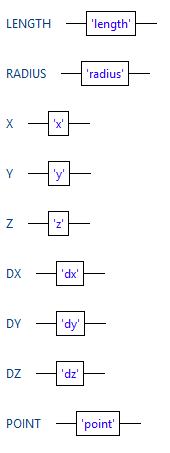 LENGTH 'length'
RADIUS 'radius'
X 'x'
Y 'y'
Z 'z'
DX 'dx'
DY 'dy'
DZ 'dz'
POINT 'point'